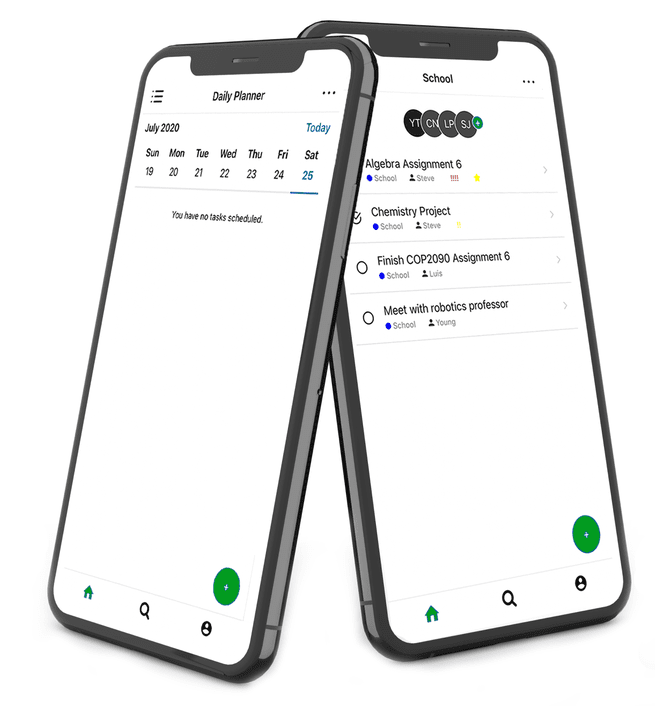 Daily Planner
July 2020
Today
Sun Mon Tue Wed Thu Fri Sat
19 20 21 22 23 24 25
You have no tasks scheduled.
School
YT CN LP SJ
Algebra Assignment 6
School Steve !!!!
Chemistry Project
School Steve
Finish COP2090 Assignment 6
School Luis
Meet with robotics professor
School Young